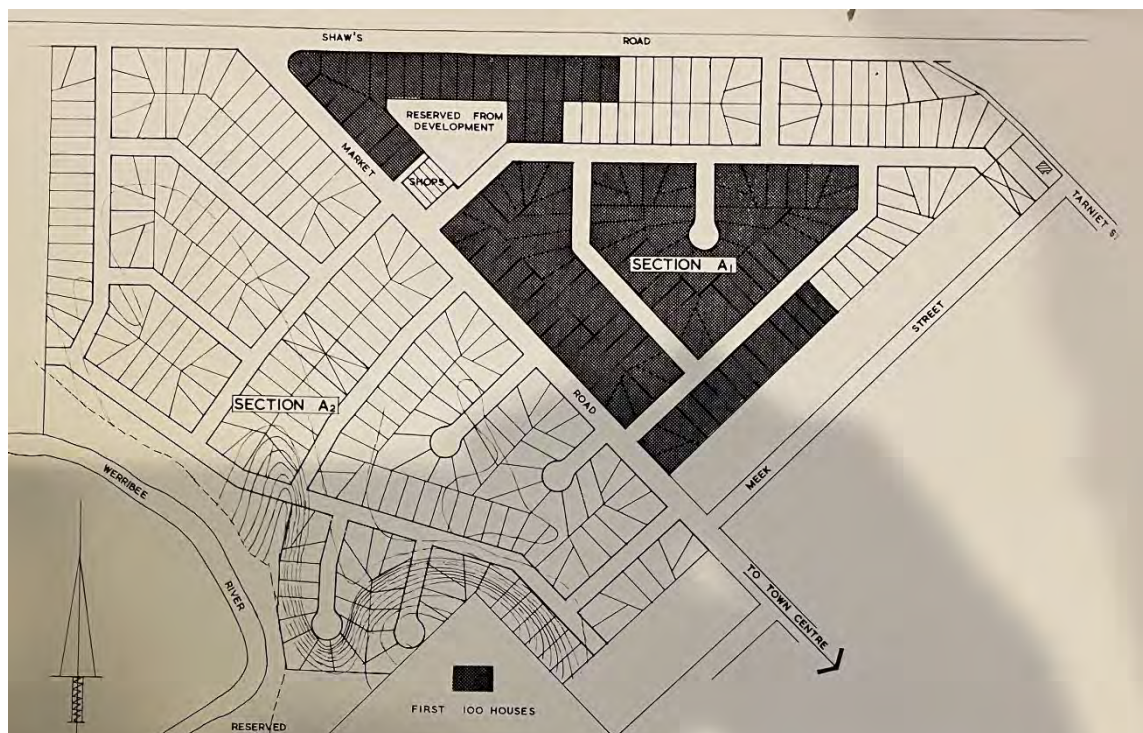 SHAW'S ROAD
RESERVED FROM
DEVELOPMENT
MARKET
SHOPS
TARNIET ST
SECTION A1
STREET
ROAD
SECTION A2
MEEK
WERRIBEE
RIVER
TO TOWN CENTRE
FIRST 100 HOUSES
RESERVED